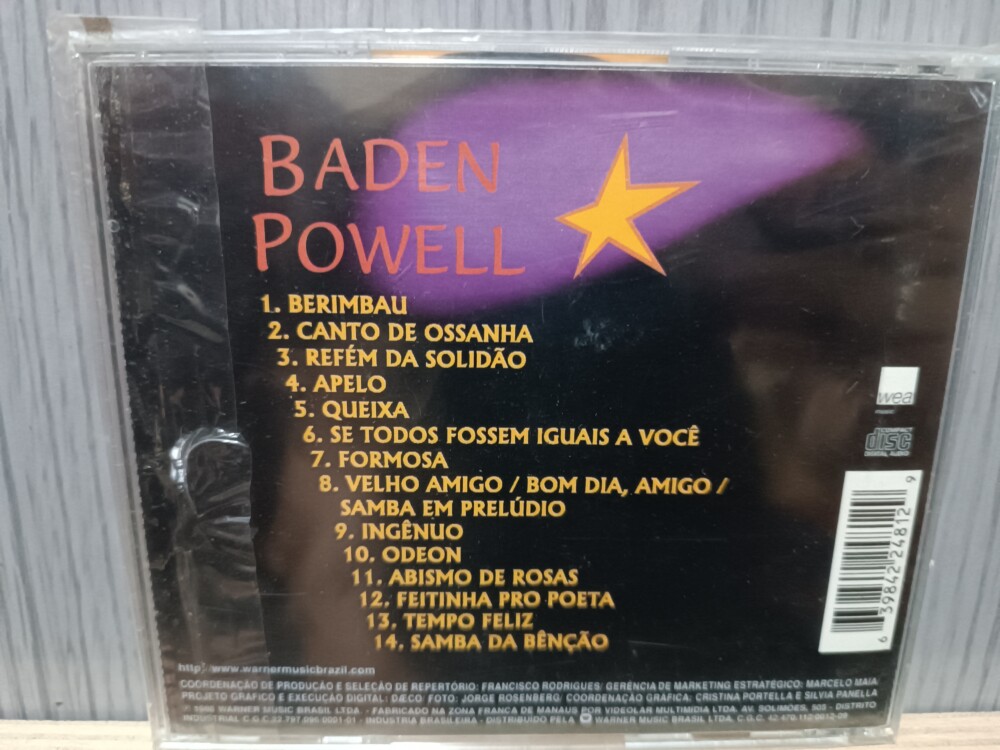 BADEN
POWELL
1. BERIMBAU
2. CANTO DE OSSANHA
3. REFÉM DA SOLIDÃO
4. APELO
5. QUEIXA
6. SE TODOS FOSSEM IGUAIS A VOCÊ
7. FORMOSA
8. VELHO AMIGO / BOM DIA, AMIGO /
SAMBA EM PRELÚDIO
9. INGÊNUO
10. ODEON
11. ABISMO DE ROSAS
12. FEITINHA PRO POETA
13. TEMPO FELIZ
14. SAMBA DA BÊNÇÃO
wea
COMPACT
disc
DIGITAL AUDIO
6 39842 24812 9
http: www.warnermusicbrazil.com
COORDENAÇÃO DE PRODUÇÃO E SELEÇÃO DE REPERTÓRIO: FRANCISCO RODRIGUES/ GERÊNCIA DE MARKETING ESTRATÉGICO: MARCELO MAIA
PROJETO GRÁFICO E EXECUÇÃO DIGITAL: DÆCO FOTO: JORGE ROSENBERG/ COORDENAÇÃO GRÁFICA: CRISTINA PORTELLA E SILVIA PANELLA
WARNER MUSIC BRASIL LTDA. - FABRICADO NA ZONA FRANCA DE MANAUS POR VIDEOLAR MULTIMÍDIA LTDA. AV. SOLIMÕES, 505 - DISTRITO
INDUSTRIAL C.G.C. - INDÚSTRIA BRASILEIRA - DISTRIBUÍDO PELA WARNER MUSIC BRASIL LTDA. C.G.C.